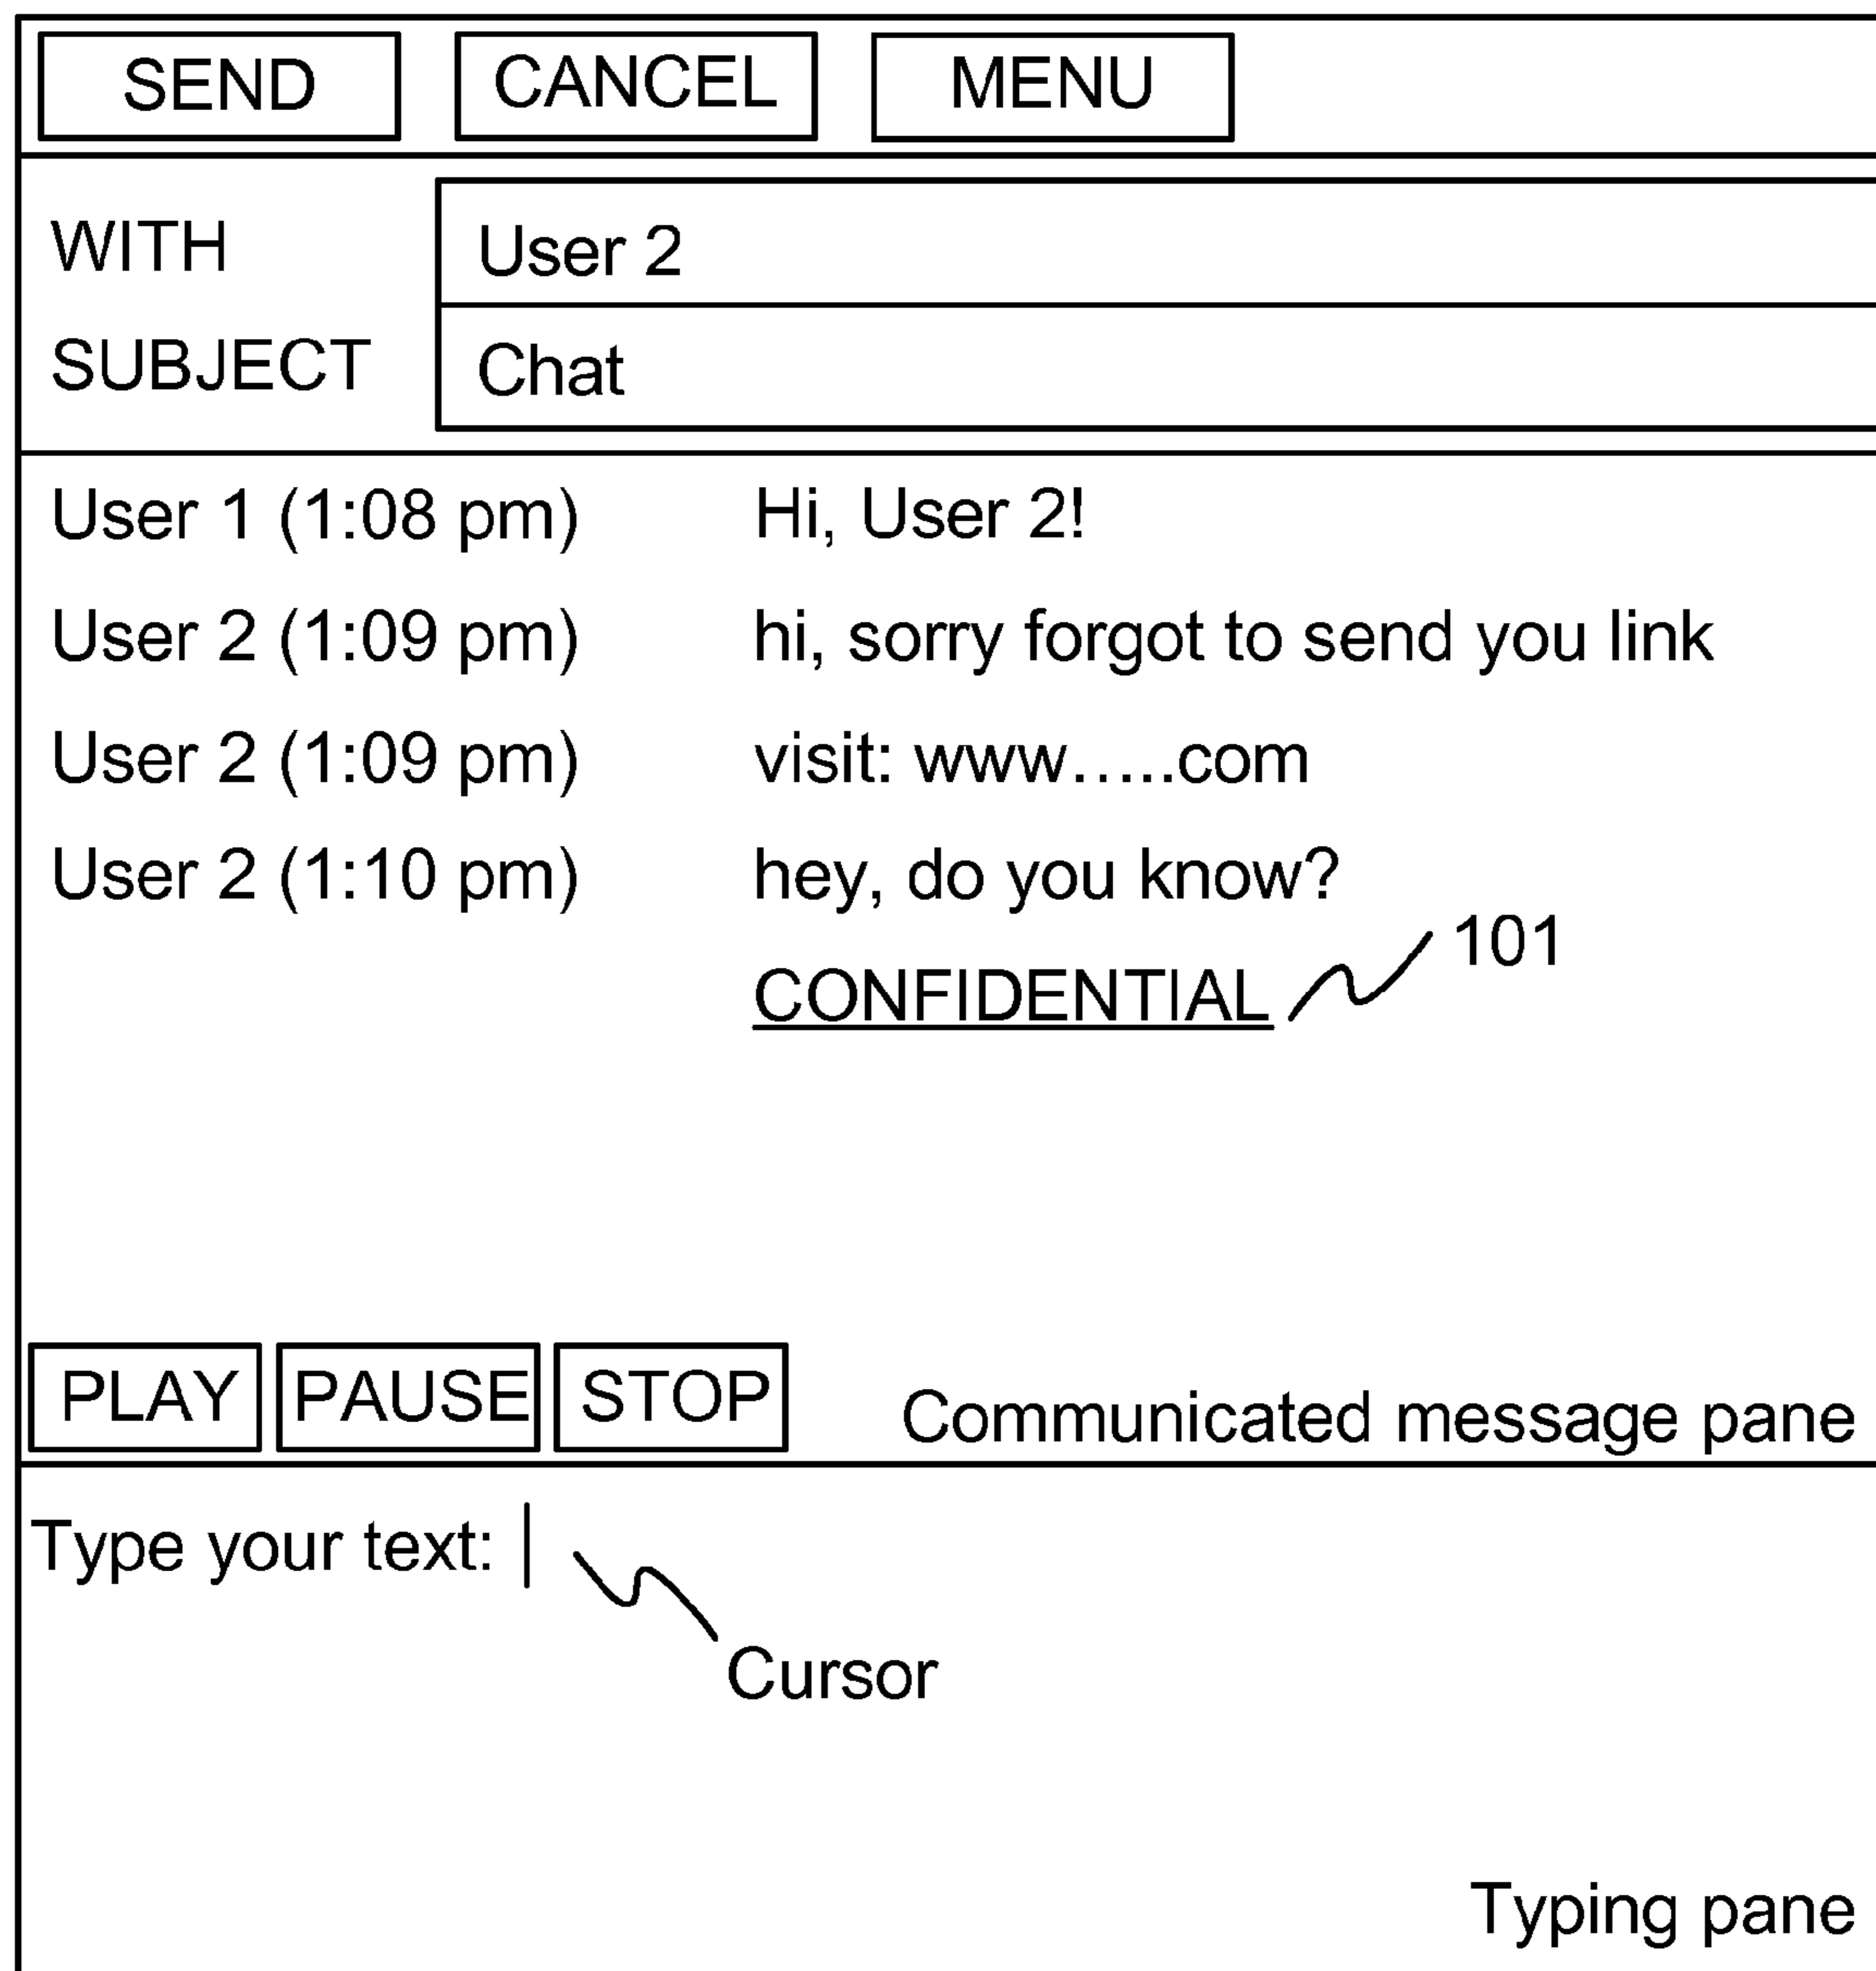 SEND CANCEL MENU
WITH User 2
SUBJECT Chat
User 1 (1:08 pm) Hi, User 2!
User 2 (1:09 pm) hi, sorry forgot to send you link
User 2 (1:09 pm) visit: www.....com
User 2 (1:10 pm) hey, do you know?
101
CONFIDENTIAL
PLAY PAUSE STOP Communicated message pane
Type your text:
Cursor
Typing pane